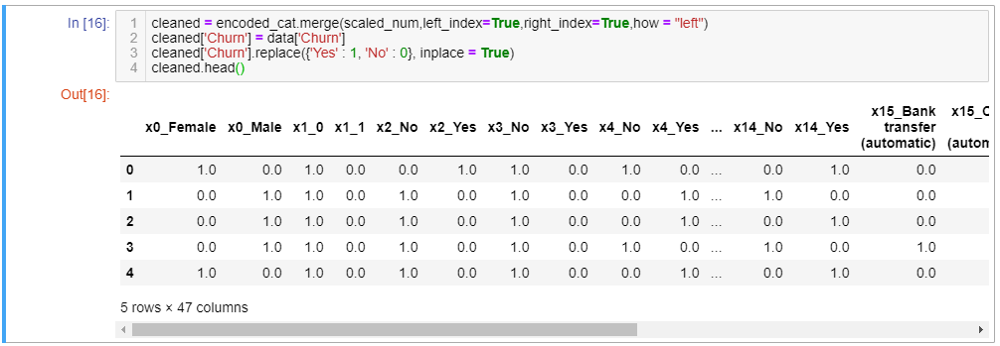 In [16]:
1 cleaned = encoded_cat.merge(scaled_num,left_index=True,right_index=True,how = "left")
2 cleaned['Churn'] = data['Churn']
3 cleaned['Churn'].replace({'Yes' : 1, 'No' : 0}, inplace = True)
4 cleaned.head()
Out[16]:
x0_Female x0_Male x1_0 x1_1 x2_No x2_Yes x3_No x3_Yes x4_No x4_Yes ... x14_No x14_Yes x15_Bank transfer (automatic) x15_C (autom
0 1.0 0.0 1.0 0.0 0.0 1.0 1.0 0.0 1.0 0.0 ... 0.0 1.0 0.0
1 0.0 1.0 1.0 0.0 1.0 0.0 1.0 0.0 0.0 1.0 ... 1.0 0.0 0.0
2 0.0 1.0 1.0 0.0 1.0 0.0 1.0 0.0 0.0 1.0 ... 0.0 1.0 0.0
3 0.0 1.0 1.0 0.0 1.0 0.0 1.0 0.0 1.0 0.0 ... 1.0 0.0 1.0
4 1.0 0.0 1.0 0.0 1.0 0.0 1.0 0.0 0.0 1.0 ... 0.0 1.0 0.0
5 rows × 47 columns